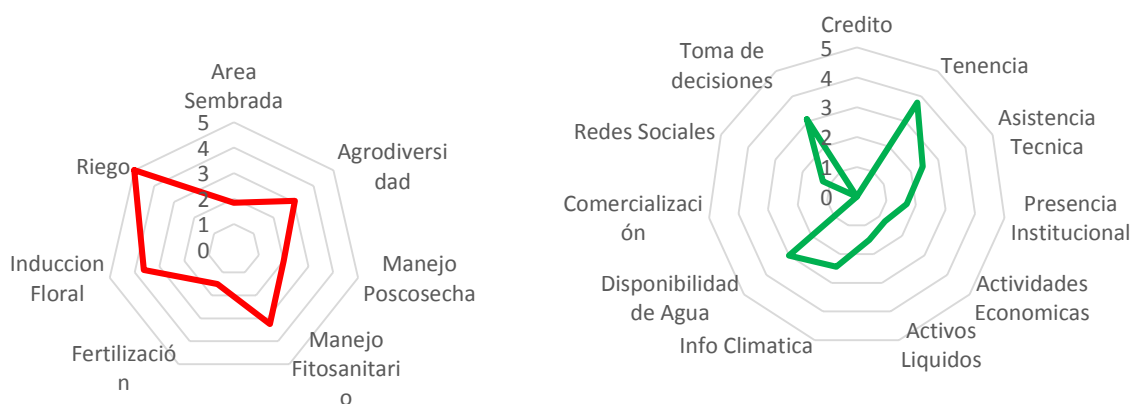 Area
Sembrada
5
4
3
2
1
0
Agrodiversi
dad
Manejo
Poscosecha
Manejo
Fitosanitari
o
Fertilizació
n
Induccion
Floral
Riego
Credito
5
4
3
2
1
0
Tenencia
Asistencia
Tecnica
Presencia
Institucional
Actividades
Economicas
Activos
Liquidos
Info Climatica
Disponibilidad
de Agua
Comercializaci
ón
Redes Sociales
Toma de
decisiones